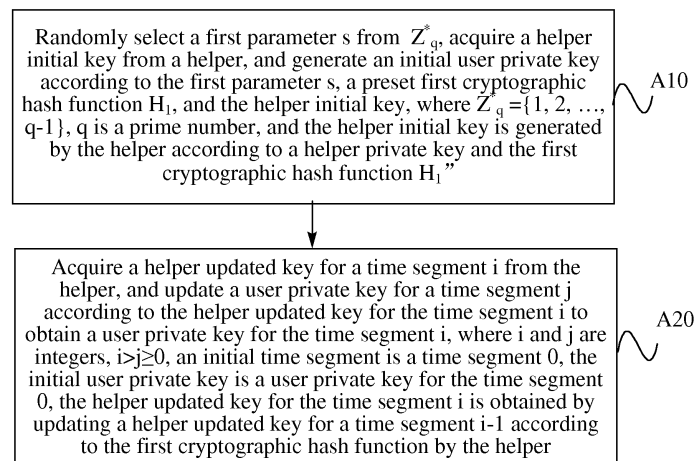 Randomly select a first parameter s from Z*q, acquire a helper
initial key from a helper, and generate an initial user private key
according to the first parameter s, a preset first cryptographic
hash function H1, and the helper initial key, where Z*q ={1, 2, …,
q-1}, q is a prime number, and the helper initial key is generated
by the helper according to a helper private key and the first
cryptographic hash function H1”
A10
Acquire a helper updated key for a time segment i from the
helper, and update a user private key for a time segment j
according to the helper updated key for the time segment i to
obtain a user private key for the time segment i, where i and j are
integers, i>j≥0, an initial time segment is a time segment 0, the
initial user private key is a user private key for the time segment
0, the helper updated key for the time segment i is obtained by
updating a helper updated key for a time segment i-1 according
to the first cryptographic hash function by the helper
A20